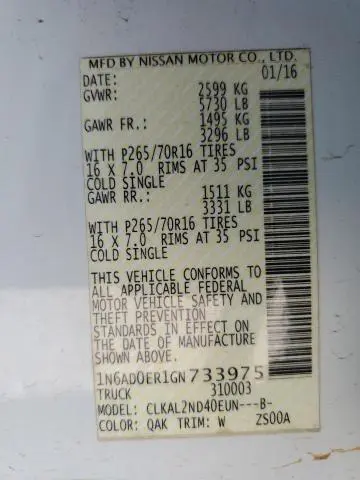 MFD BY NISSAN MOTOR CO., LTD.
DATE: 01/16
GVWR: 2599 KG
5730 LB
GAWR FR.: 1495 KG
3296 LB
WITH P265/70R16 TIRES
16 X 7.0 RIMS AT 35 PSI
COLD SINGLE
GAWR RR.: 1511 KG
3331 LB
WITH P265/70R16 TIRES
16 X 7.0 RIMS AT 35 PSI
COLD SINGLE
THIS VEHICLE CONFORMS TO
ALL APPLICABLE FEDERAL
MOTOR VEHICLE SAFETY AND
THEFT PREVENTION
STANDARDS IN EFFECT ON THE
DATE OF MANUFACTURE
SHOWN ABOVE.
1N6AD0ER1GN733975
TRUCK 310003
MODEL: CLKAL2ND40EUN---B-
COLOR: QAK TRIM: W ZS00A